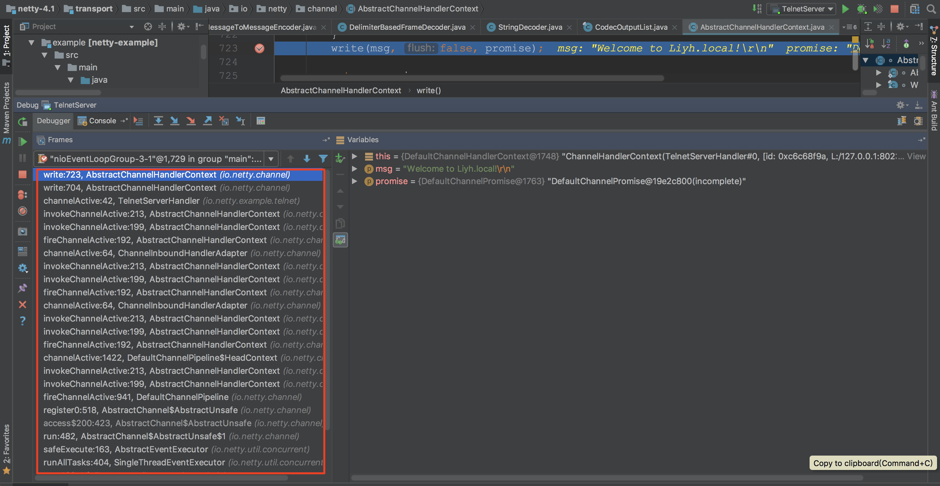 netty-4.1 transport src main java io netty channel AbstractChannelHandlerContext TelnetServer
Project MessageToMessageEncoder.java DelimiterBasedFrameDecoder.java StringDecoder.java CodecOutputList.java AbstractChannelHandlerContext.java
example [netty-example]
src
main
java
723 write(msg, flush: false, promise); msg: "Welcome to Liyh.local!\r\n" promise: "D
724
725
AbstractChannelHandlerContext write()
Abstr
Al
W
1: Project
Maven Projects
2: Favorites
7: Structure
Ant Build
Debug TelnetServer
Debugger Console
Frames
Variables
"nioEventLoopGroup-3-1"@1,729 in group "main":...
write:723, AbstractChannelHandlerContext (io.netty.channel)
write:704, AbstractChannelHandlerContext (io.netty.channel)
channelActive:42, TelnetServerHandler (io.netty.example.telnet)
invokeChannelActive:213, AbstractChannelHandlerContext (io.netty.c
invokeChannelActive:199, AbstractChannelHandlerContext (io.netty.c
fireChannelActive:192, AbstractChannelHandlerContext (io.netty.chan
channelActive:64, ChannelInboundHandlerAdapter (io.netty.channel)
invokeChannelActive:213, AbstractChannelHandlerContext (io.netty.c
invokeChannelActive:199, AbstractChannelHandlerContext (io.netty.c
fireChannelActive:192, AbstractChannelHandlerContext (io.netty.chan
channelActive:64, ChannelInboundHandlerAdapter (io.netty.channel)
invokeChannelActive:213, AbstractChannelHandlerContext (io.netty.c
invokeChannelActive:199, AbstractChannelHandlerContext (io.netty.c
fireChannelActive:192, AbstractChannelHandlerContext (io.netty.chan
channelActive:1422, DefaultChannelPipeline$HeadContext (io.netty.c
invokeChannelActive:213, AbstractChannelHandlerContext (io.netty.c
invokeChannelActive:199, AbstractChannelHandlerContext (io.netty.c
fireChannelActive:941, DefaultChannelPipeline (io.netty.channel)
register0:518, AbstractChannel$AbstractUnsafe (io.netty.channel)
access$200:423, AbstractChannel$AbstractUnsafe (io.netty.channel)
run:482, AbstractChannel$AbstractUnsafe$1 (io.netty.channel)
safeExecute:163, AbstractEventExecutor (io.netty.util.concurrent)
runAllTasks:404, SingleThreadEventExecutor (io.netty.util.concurrent
this = {DefaultChannelHandlerContext@1748} "ChannelHandlerContext(TelnetServerHandler#0, [id: 0xc6c68f9a, L:/127.0.0.1:802... View
msg = "Welcome to Liyh.local!\r\n"
promise = {DefaultChannelPromise@1763} "DefaultChannelPromise@19e2c800(incomplete)"
Copy to clipboard(Command+C)